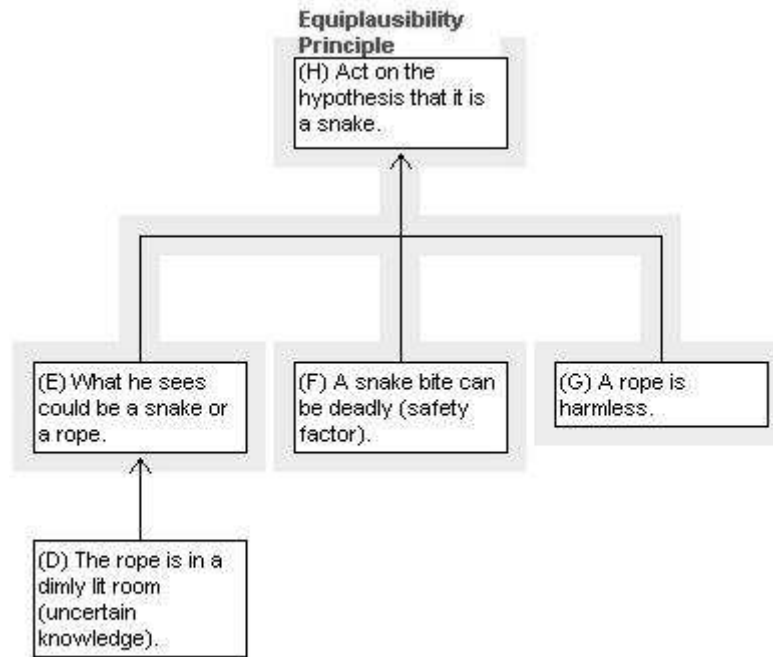 Equiplausibility
Principle
(H) Act on the
hypothesis that it is
a snake.
(E) What he sees
could be a snake or
a rope.
(F) A snake bite can
be deadly (safety
factor).
(G) A rope is
harmless.
(D) The rope is in a
dimly lit room
(uncertain
knowledge).